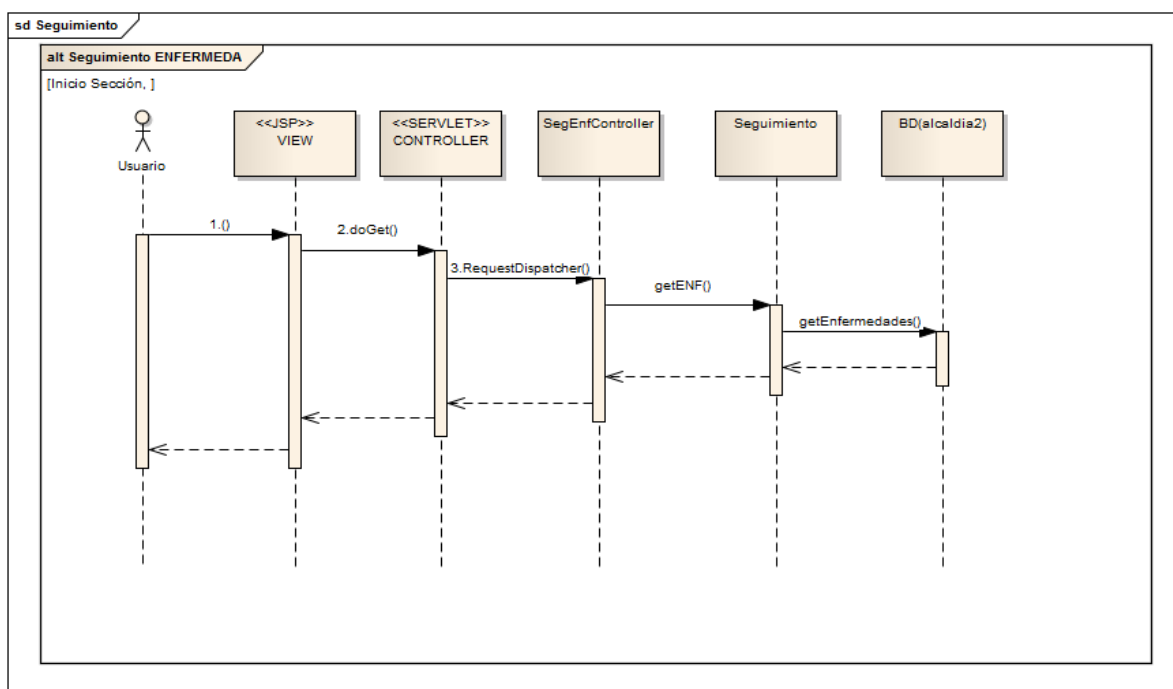 sd Seguimiento
alt Seguimiento ENFERMEDA
[Inicio Sección, ]
Usuario
<<JSP>>
VIEW
<<SERVLET>>
CONTROLLER
SegEnfController
Seguimiento
BD(alcaldia2)
1.()
2.doGet()
3.RequestDispatcher()
getENF()
getEnfermedades()